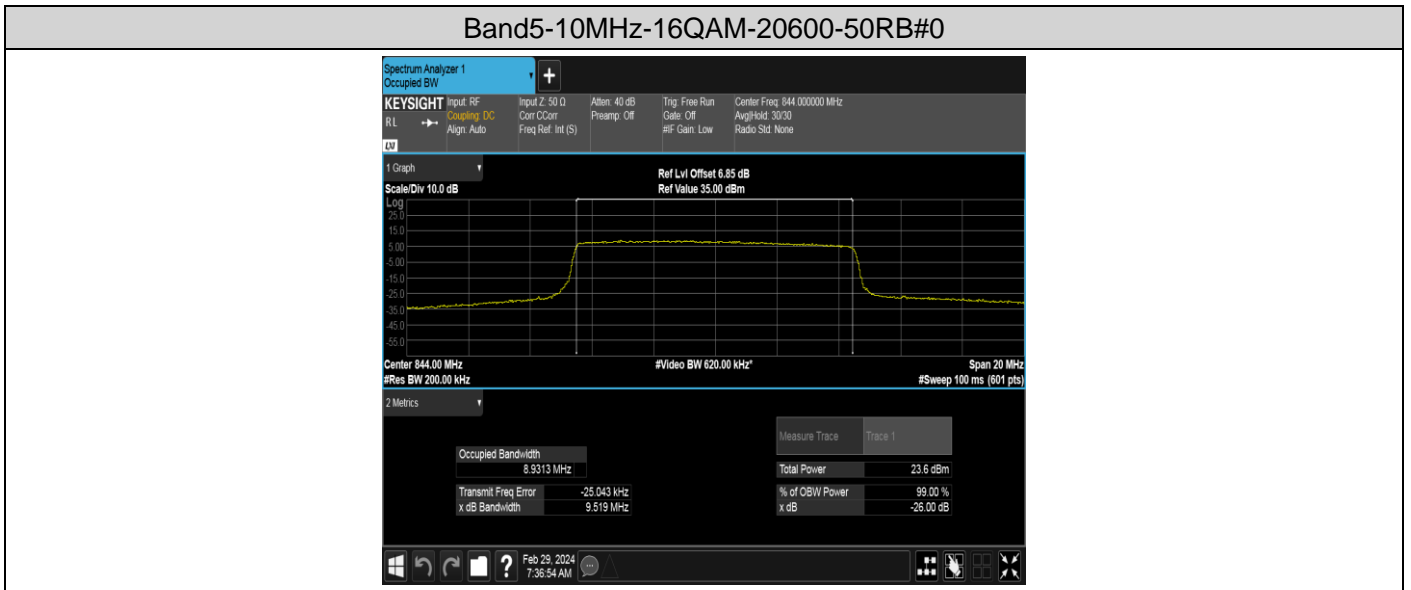 Band5-10MHz-16QAM-20600-50RB#0
Spectrum Analyzer 1
Occupied BW
KEYSIGHT
RL
LXI
Input: RF
Coupling: DC
Align: Auto
Input Z: 50 Ω
Corr CCorr
Freq Ref: Int (S)
Atten: 40 dB
Preamp: Off
Trig: Free Run
Gate: Off
#IF Gain: Low
Center Freq: 844.000000 MHz
Avg|Hold: 30/30
Radio Std: None
1 Graph
Scale/Div 10.0 dB
Ref Lvl Offset 6.85 dB
Ref Value 35.00 dBm
Log
25.0
15.0
5.00
-5.00
-15.0
-25.0
-35.0
-45.0
-55.0
Center 844.00 MHz
#Video BW 620.00 kHz*
Span 20 MHz
#Res BW 200.00 kHz
#Sweep 100 ms (601 pts)
2 Metrics
Measure Trace Trace 1
Occupied Bandwidth
8.9313 MHz
Total Power 23.6 dBm
Transmit Freq Error -25.043 kHz
% of OBW Power 99.00 %
x dB Bandwidth 9.519 MHz
x dB -26.00 dB
Feb 29, 2024
7:36:54 AM